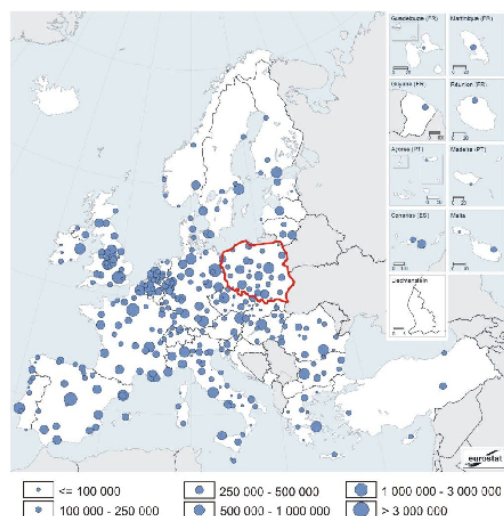 Guadeloupe (FR)
Martinique (FR)
Guyane (FR)
Réunion (FR)
Açores (PT)
Madeira (PT)
Canarias (ES)
Malta
Liechtenstein
eurostat
<= 100 000
250 000 - 500 000
1 000 000 - 3 000 000
100 000 - 250 000
500 000 - 1 000 000
> 3 000 000